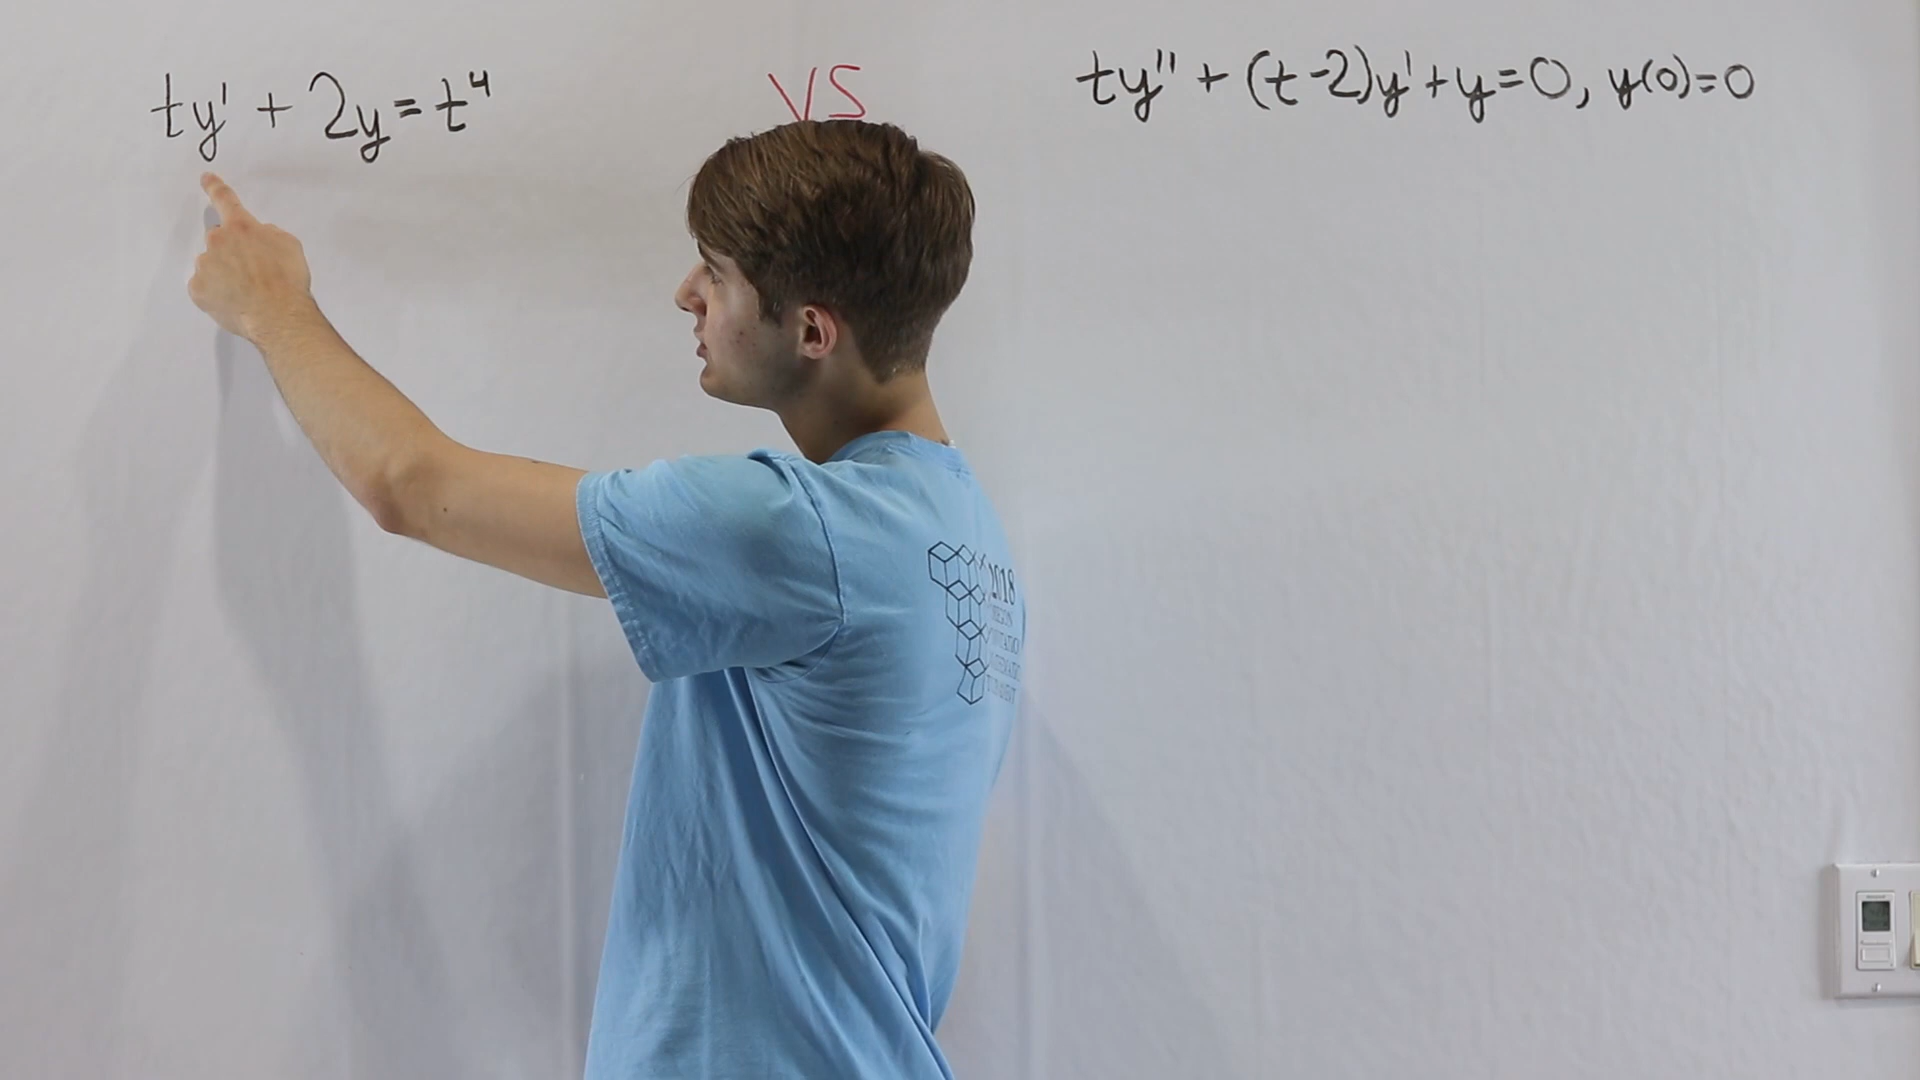 ty' + 2y = t⁴
VS
ty'' + (t-2)y' + y = 0, y(0) = 0
2018